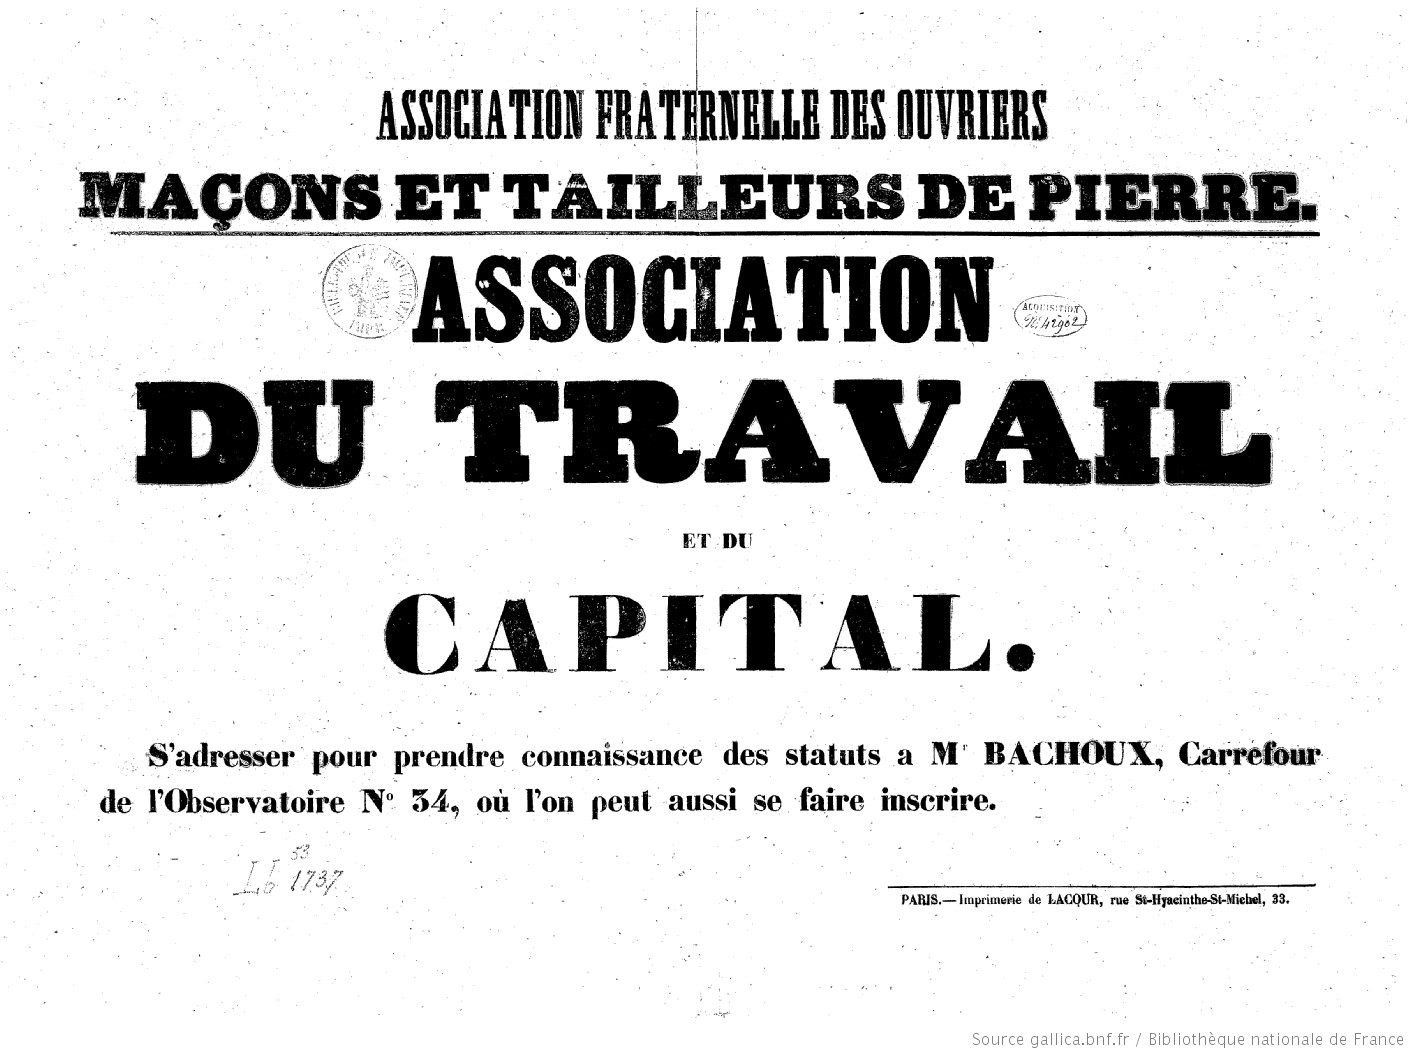 ASSOCIATION FRATERNELLE DES OUVRIERS
MAÇONS ET TAILLEURS DE PIERRE.
ASSOCIATION
ACQUISITION
DU TRAVAIL
ET DU
CAPITAL.
S'adresser pour prendre connaissance des statuts a Mr BACHOUX, Carrefour
de l'Observatoire No 34, où l'on peut aussi se faire inscrire.
Lb 53 1737
PARIS.— Imprimerie de LACOUR, rue St-Hyacinthe-St-Michel, 33.
Source gallica.bnf.fr / Bibliothèque nationale de France